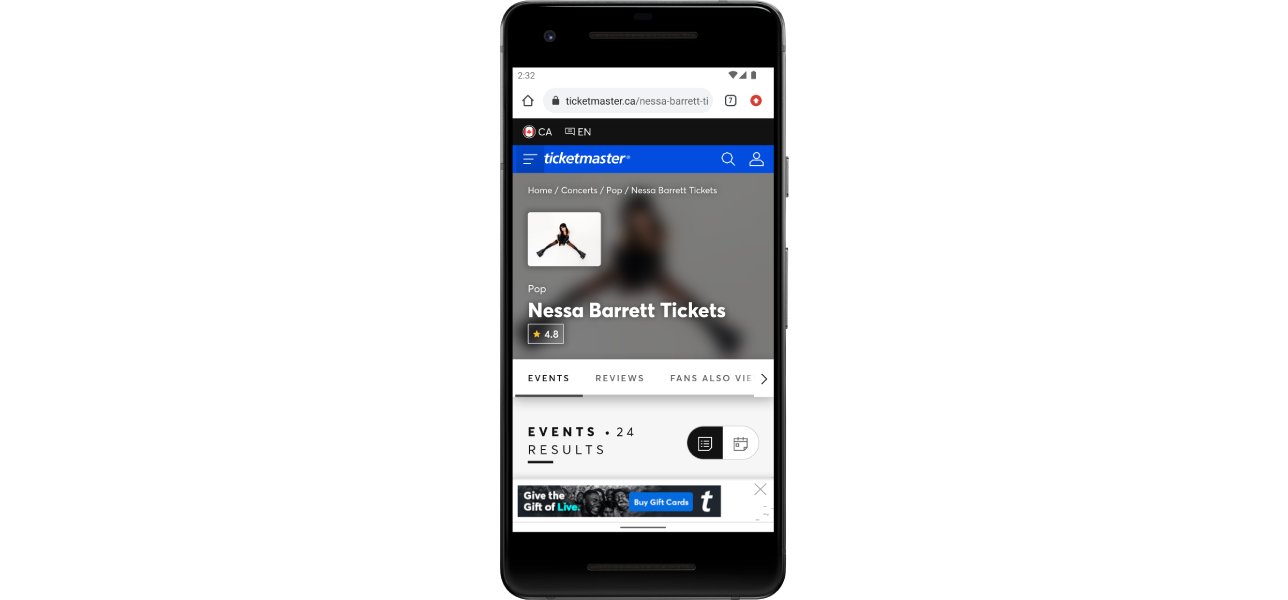 2:32
ticketmaster.ca/nessa-barrett-ti
7
CA EN
ticketmaster®
Home / Concerts / Pop / Nessa Barrett Tickets
Pop
Nessa Barrett Tickets
4.8
EVENTS REVIEWS FANS ALSO VIE
EVENTS • 24
RESULTS
Give the
Gift of Live.
Buy Gift Cards
t